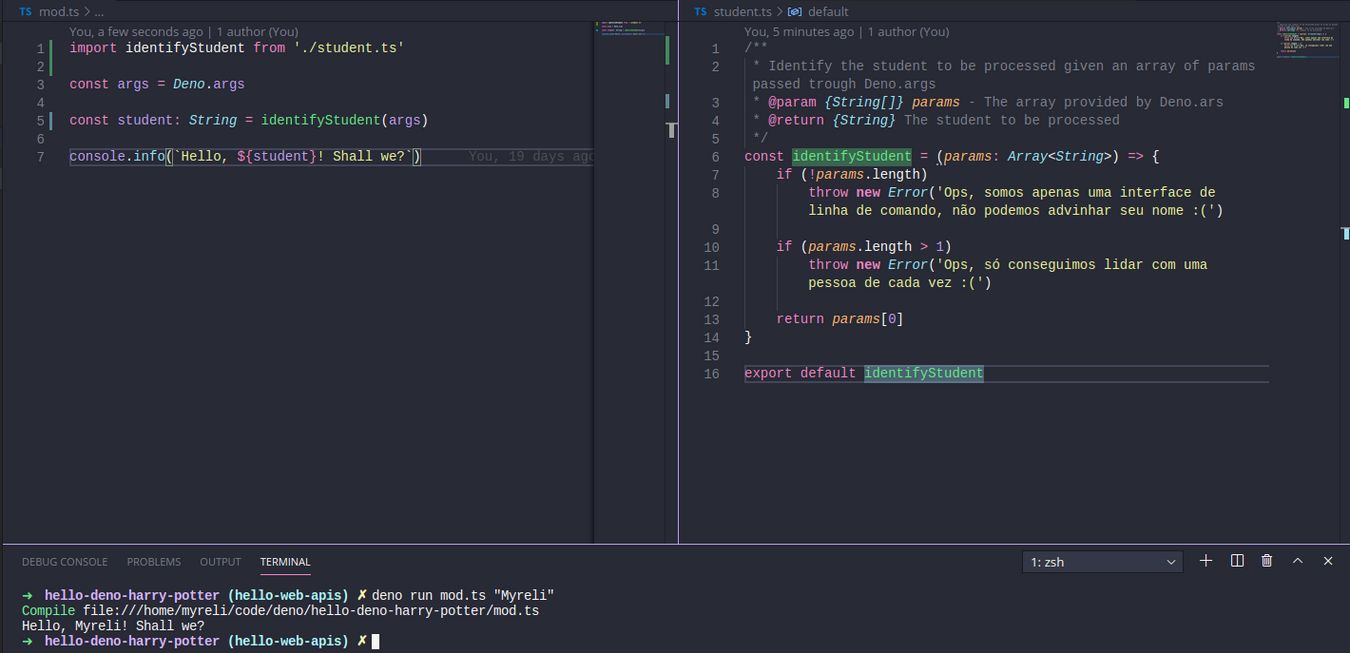 TS mod.ts > ...
You, a few seconds ago | 1 author (You)
1 import identifyStudent from './student.ts'
2
3 const args = Deno.args
4
5 const student: String = identifyStudent(args)
6
7 console.info(`Hello, ${student}! Shall we?`) You, 19 days ago
TS student.ts > default
You, 5 minutes ago | 1 author (You)
1 /**
2 * Identify the student to be processed given an array of params
passed trough Deno.args
3 * @param {String[]} params - The array provided by Deno.ars
4 * @return {String} The student to be processed
5 */
6 const identifyStudent = (params: Array<String>) => {
7 if (!params.length)
8 throw new Error('Ops, somos apenas uma interface de
linha de comando, não podemos advinhar seu nome :(')
9
10 if (params.length > 1)
11 throw new Error('Ops, só conseguimos lidar com uma
pessoa de cada vez :(')
12
13 return params[0]
14 }
15
16 export default identifyStudent
DEBUG CONSOLE PROBLEMS OUTPUT TERMINAL 1: zsh
➜ hello-deno-harry-potter (hello-web-apis) ✗ deno run mod.ts "Myreli"
Compile file:///home/myreli/code/deno/hello-deno-harry-potter/mod.ts
Hello, Myreli! Shall we?
➜ hello-deno-harry-potter (hello-web-apis) ✗